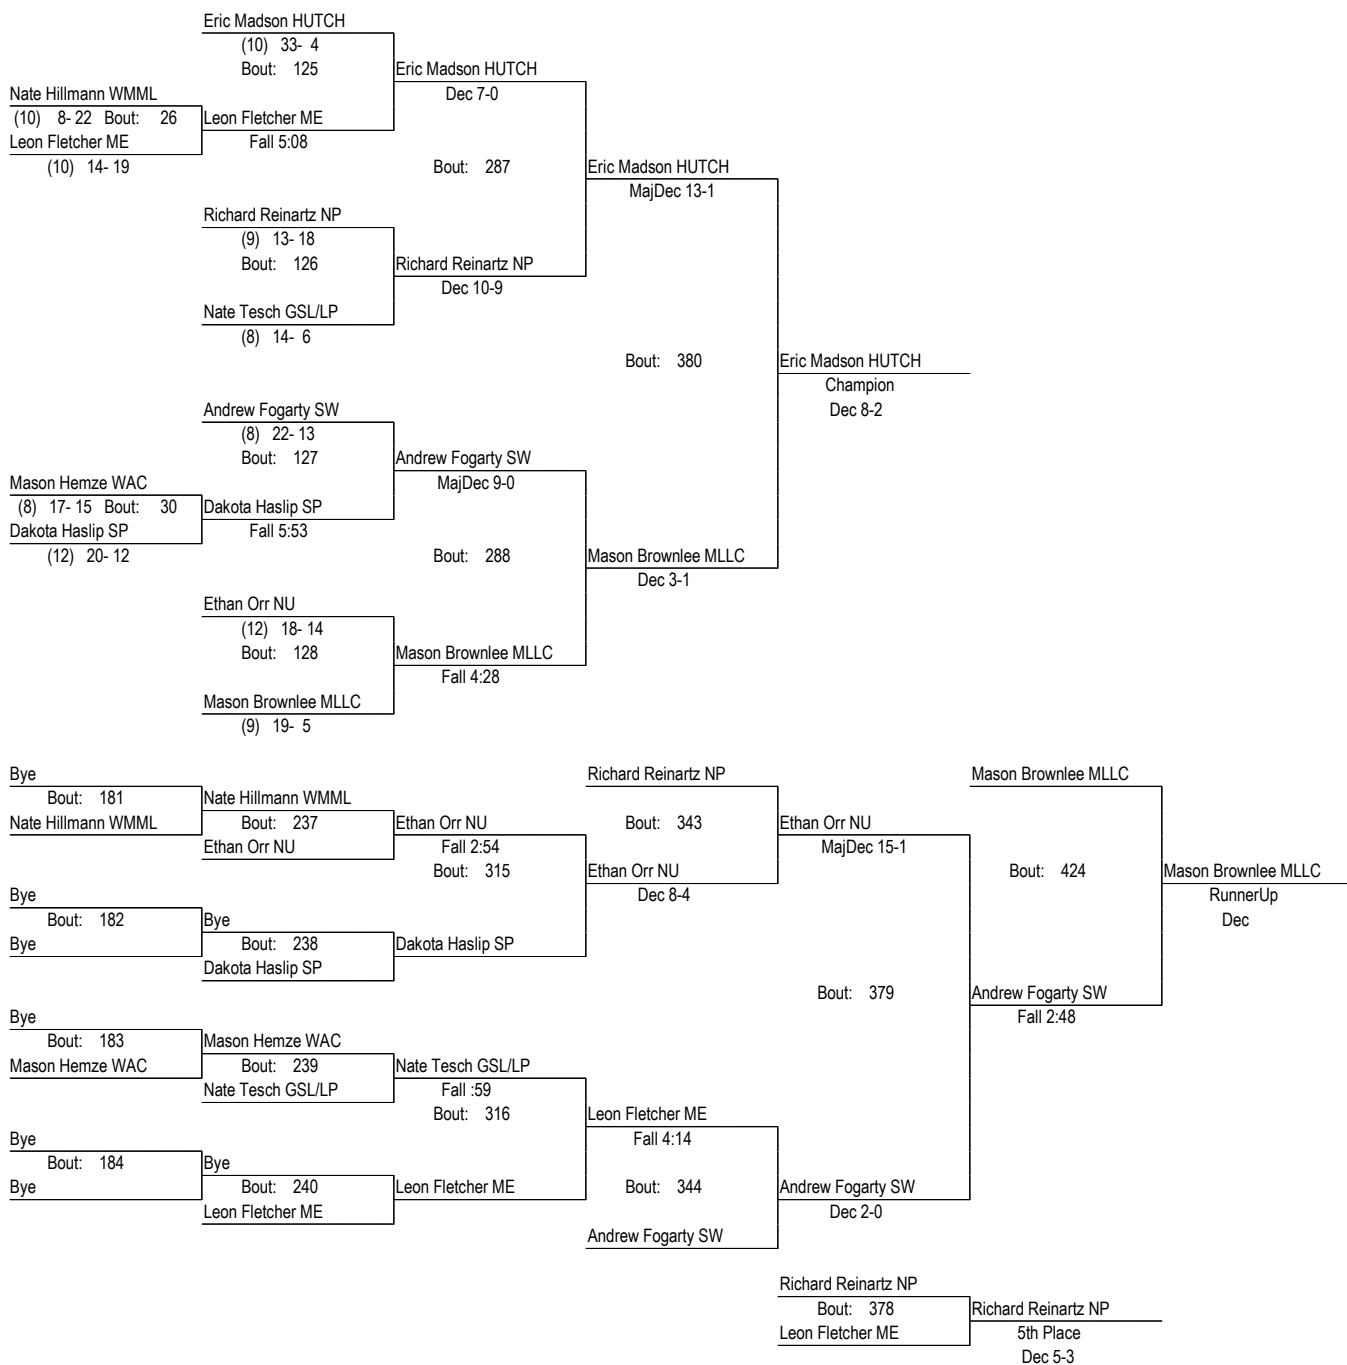 Eric Madson HUTCH
(10) 33- 4
Bout: 125
Eric Madson HUTCH
Dec 7-0
Nate Hillmann WMML
(10) 8- 22 Bout: 26
Leon Fletcher ME
Leon Fletcher ME
Fall 5:08
(10) 14- 19
Bout: 287
Eric Madson HUTCH
MajDec 13-1
Richard Reinartz NP
(9) 13- 18
Bout: 126
Richard Reinartz NP
Dec 10-9
Nate Tesch GSL/LP
(8) 14- 6
Bout: 380
Eric Madson HUTCH
Champion
Dec 8-2
Andrew Fogarty SW
(8) 22- 13
Bout: 127
Andrew Fogarty SW
MajDec 9-0
Mason Hemze WAC
(8) 17- 15 Bout: 30
Dakota Haslip SP
Dakota Haslip SP
Fall 5:53
(12) 20- 12
Bout: 288
Mason Brownlee MLLC
Dec 3-1
Ethan Orr NU
(12) 18- 14
Bout: 128
Mason Brownlee MLLC
Fall 4:28
Mason Brownlee MLLC
(9) 19- 5
Bye
Bout: 181
Nate Hillmann WMML
Nate Hillmann WMML
Bout: 237
Ethan Orr NU
Ethan Orr NU
Fall 2:54
Bout: 315
Richard Reinartz NP
Bout: 343
Ethan Orr NU
Dec 8-4
Ethan Orr NU
MajDec 15-1
Mason Brownlee MLLC
Bout: 424
Mason Brownlee MLLC
RunnerUp
Dec
Bye
Bout: 182
Bye
Bye
Bout: 238
Dakota Haslip SP
Dakota Haslip SP
Bout: 379
Andrew Fogarty SW
Fall 2:48
Bye
Bout: 183
Mason Hemze WAC
Mason Hemze WAC
Bout: 239
Nate Tesch GSL/LP
Nate Tesch GSL/LP
Fall :59
Bout: 316
Leon Fletcher ME
Fall 4:14
Bye
Bout: 184
Bye
Bye
Bout: 240
Leon Fletcher ME
Leon Fletcher ME
Bout: 344
Andrew Fogarty SW
Dec 2-0
Andrew Fogarty SW
Richard Reinartz NP
Bout: 378
Leon Fletcher ME
Richard Reinartz NP
5th Place
Dec 5-3